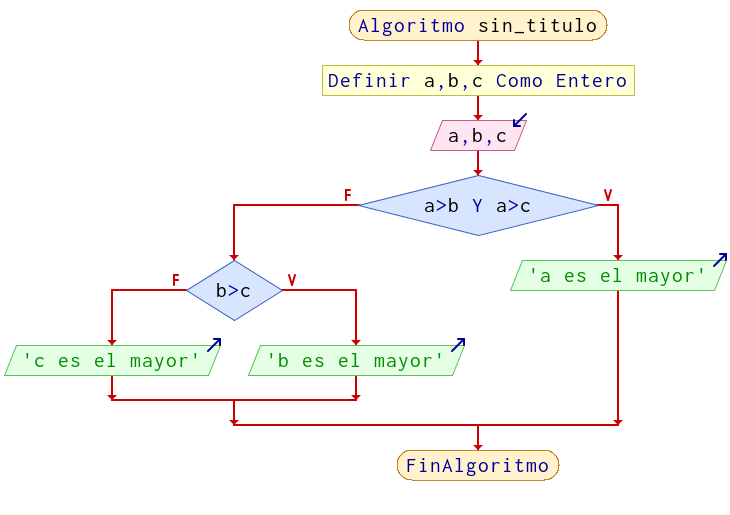 Algoritmo sin_titulo
Definir a,b,c Como Entero
a,b,c
F
a>b Y a>c
V
F
b>c
V
'a es el mayor'
'c es el mayor'
'b es el mayor'
FinAlgoritmo